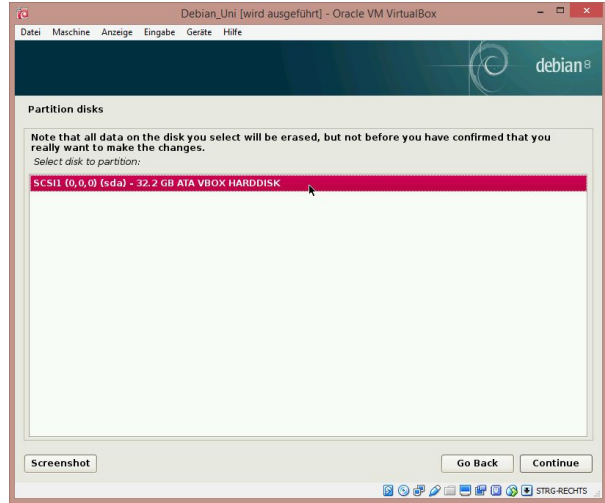 Debian_Uni [wird ausgeführt] - Oracle VM VirtualBox
Datei Maschine Anzeige Eingabe Geräte Hilfe
debian 8
Partition disks
Note that all data on the disk you select will be erased, but not before you have confirmed that you
really want to make the changes.
Select disk to partition:
SCSI1 (0,0,0) (sda) - 32.2 GB ATA VBOX HARDDISK
Screenshot Go Back Continue
STRG-RECHTS